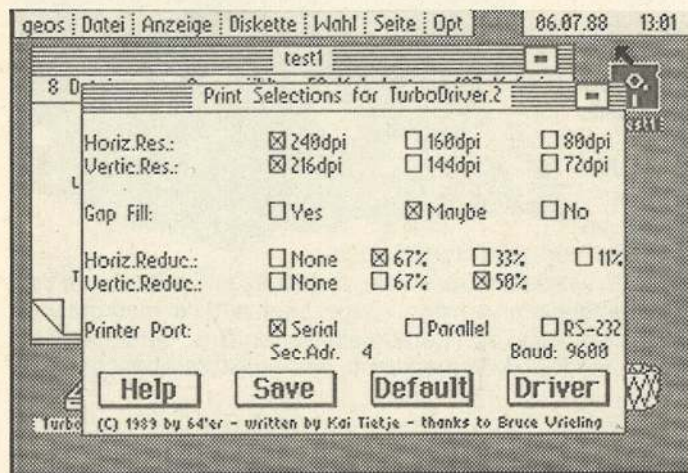 geos Datei Anzeige Diskette Wahl Seite Opt 06.07.88 13:01
test1
8
Print Selections for TurboDriver.2
Horiz.Res.: ☒ 240dpi ☐ 160dpi ☐ 80dpi
Vertic.Res.: ☒ 216dpi ☐ 144dpi ☐ 72dpi
Gap Fill: ☐ Yes ☒ Maybe ☐ No
Horiz.Reduc.: ☐ None ☒ 67% ☐ 33% ☐ 11%
Vertic.Reduc.: ☐ None ☐ 67% ☒ 50%
Printer Port: ☒ Serial ☐ Parallel ☐ RS-232
Sec.Adr. 4 Baud: 9600
Help Save Default Driver
Turbo (C) 1989 by 64'er - written by Kai Tietje - thanks to Bruce Vrieling